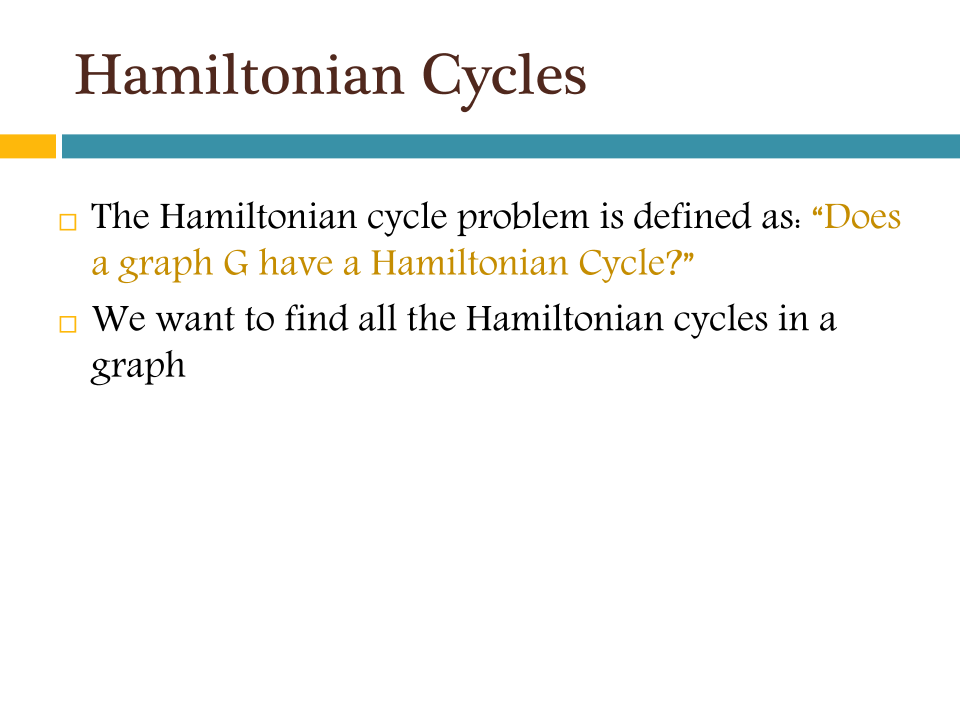 Hamiltonian Cycles
The Hamiltonian cycle problem is defined as: “Does
a graph G have a Hamiltonian Cycle?”
We want to find all the Hamiltonian cycles in a
graph